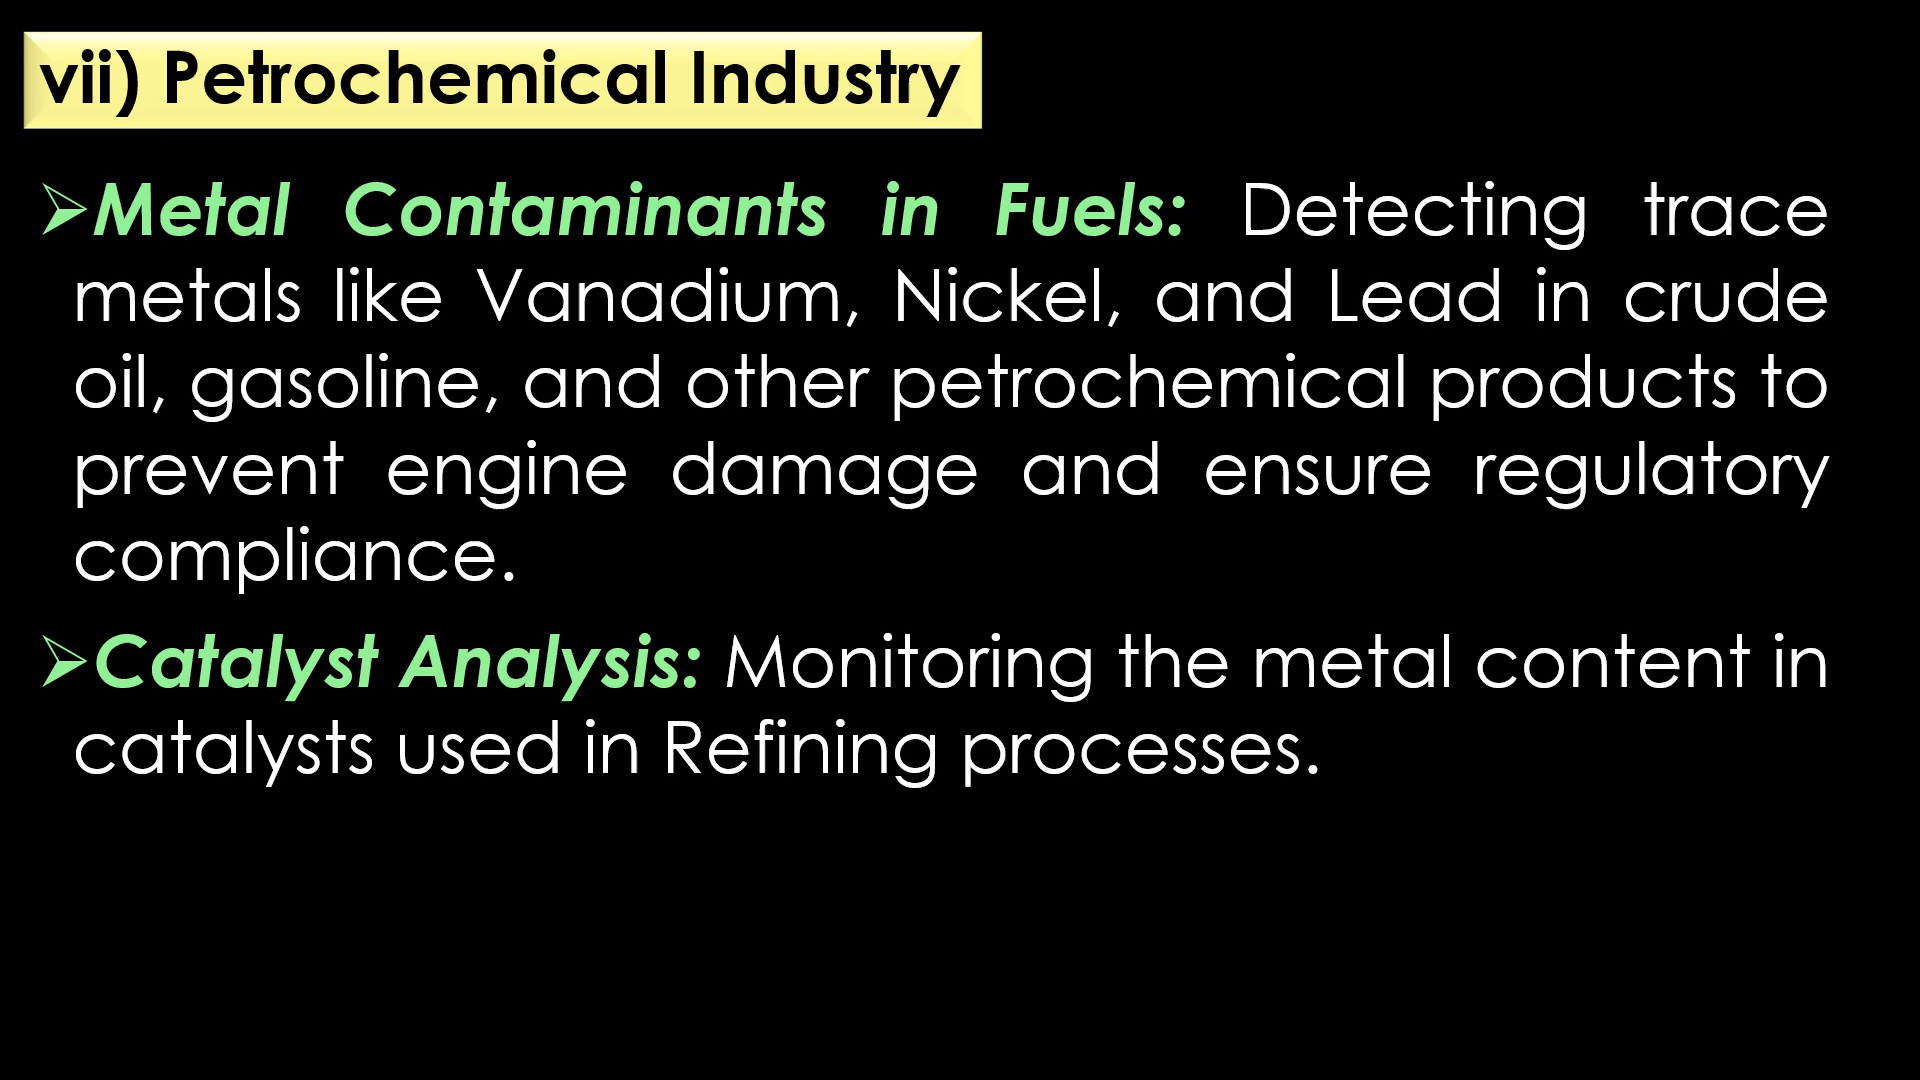 vii) Petrochemical Industry
➢Metal Contaminants in Fuels: Detecting trace
metals like Vanadium, Nickel, and Lead in crude
oil, gasoline, and other petrochemical products to
prevent engine damage and ensure regulatory
compliance.
➢Catalyst Analysis: Monitoring the metal content in
catalysts used in Refining processes.